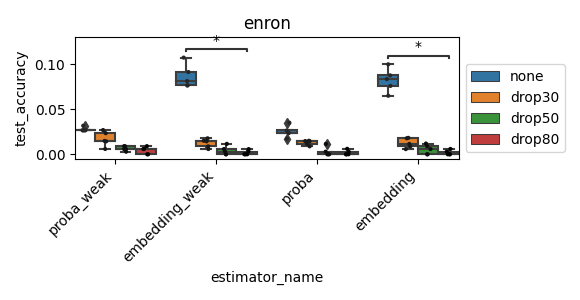 enron
*
*
0.10
0.05
0.00
test_accuracy
proba_weak
embedding_weak
proba
embedding
estimator_name
none
drop30
drop50
drop80